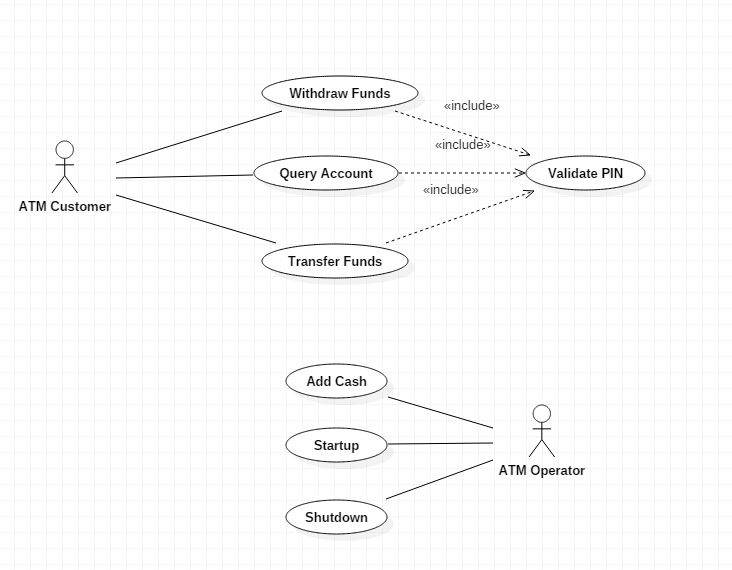 Withdraw Funds
«include»
«include»
Query Account
Validate PIN
«include»
ATM Customer
Transfer Funds
Add Cash
Startup
ATM Operator
Shutdown